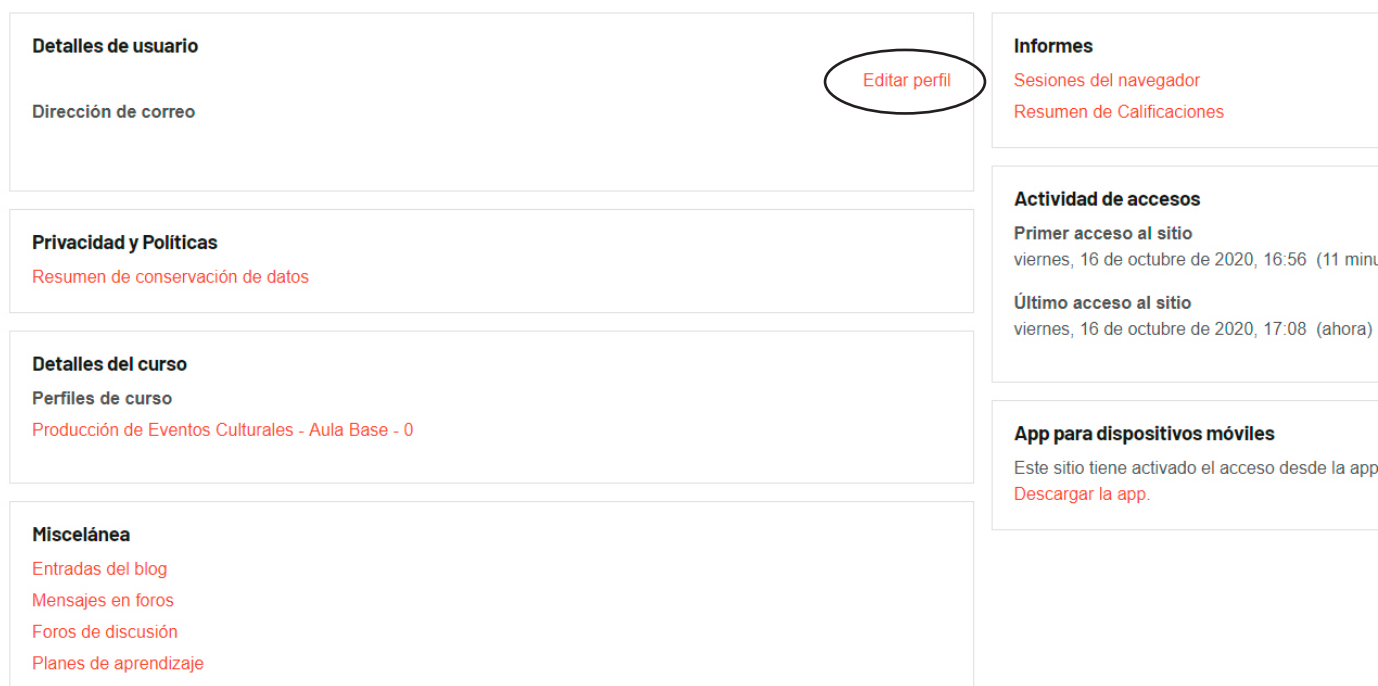 Detalles de usuario
Editar perfil
Dirección de correo
Privacidad y Políticas
Resumen de conservación de datos
Detalles del curso
Perfiles de curso
Producción de Eventos Culturales - Aula Base - 0
Miscelánea
Entradas del blog
Mensajes en foros
Foros de discusión
Planes de aprendizaje
Informes
Sesiones del navegador
Resumen de Calificaciones
Actividad de accesos
Primer acceso al sitio
viernes, 16 de octubre de 2020, 16:56 (11
Último acceso al sitio
viernes, 16 de octubre de 2020, 17:08 (ahora)
App para dispositivos móviles
Este sitio tiene activado el acceso desde la app
Descargar la app.